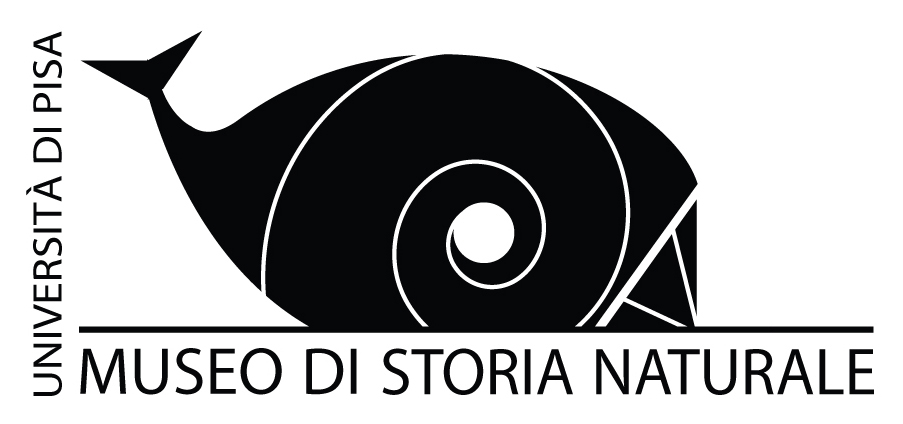 UNIVERSITÀ DI PISA
MUSEO DI STORIA NATURALE